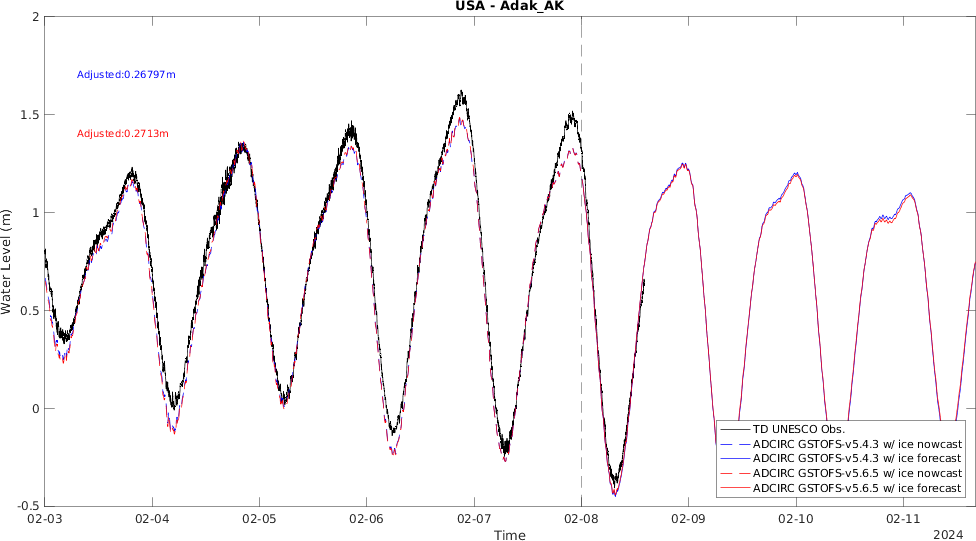 USA - Adak_AK
2
1.5
1
0.5
0
-0.5
Water Level (m)
Adjusted:0.26797m
Adjusted:0.2713m
TD UNESCO Obs.
ADCIRC GSTOFS-v5.4.3 w/ ice nowcast
ADCIRC GSTOFS-v5.4.3 w/ ice forecast
ADCIRC GSTOFS-v5.6.5 w/ ice nowcast
ADCIRC GSTOFS-v5.6.5 w/ ice forecast
02-03 02-04 02-05 02-06 02-07 02-08 02-09 02-10 02-11
Time
2024